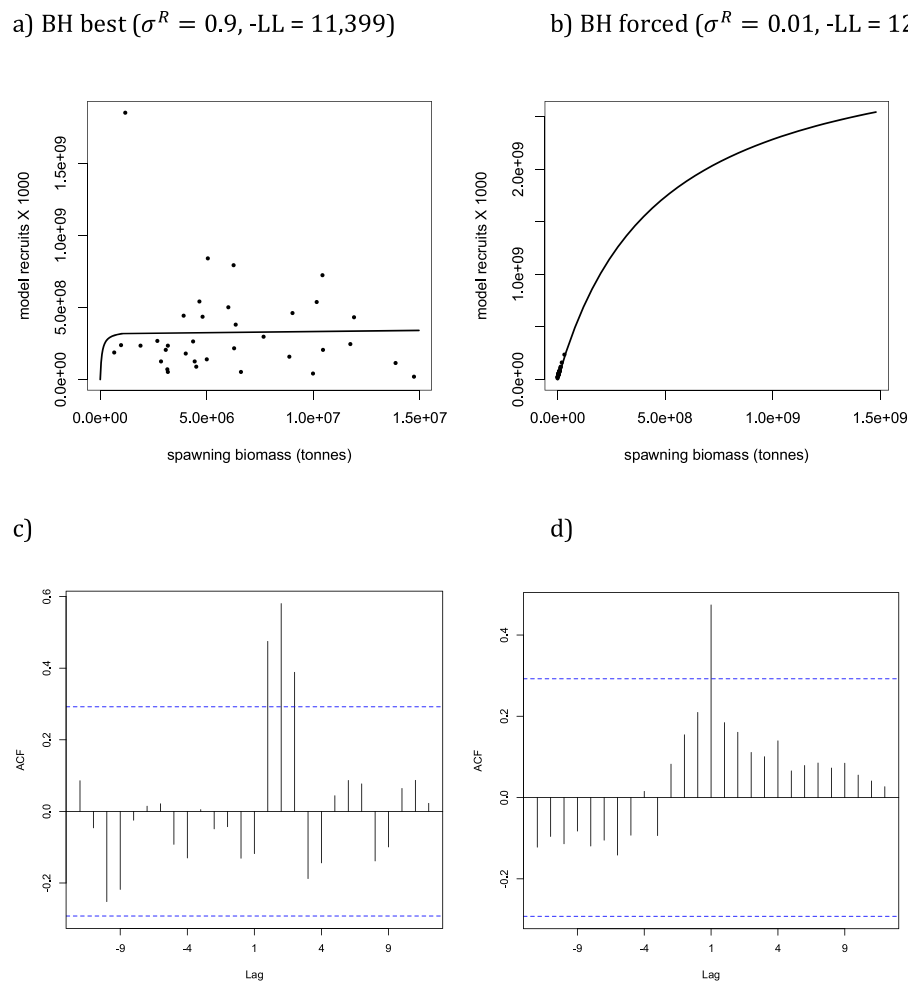 a) BH best (σ^R = 0.9, -LL = 11,399)
b) BH forced (σ^R = 0.01, -LL = 12
model recruits X 1000
0.0e+00 5.0e+08 1.0e+09 1.5e+09
0.0e+00 5.0e+06 1.0e+07 1.5e+07
spawning biomass (tonnes)
model recruits X 1000
0.0e+00 1.0e+09 2.0e+09
0.0e+00 5.0e+08 1.0e+09 1.5e+09
spawning biomass (tonnes)
c)
d)
ACF
-0.2 0.0 0.2 0.4 0.6
-9 -4 1 4 9
Lag
ACF
-0.2 0.0 0.2 0.4
-9 -4 1 4 9
Lag